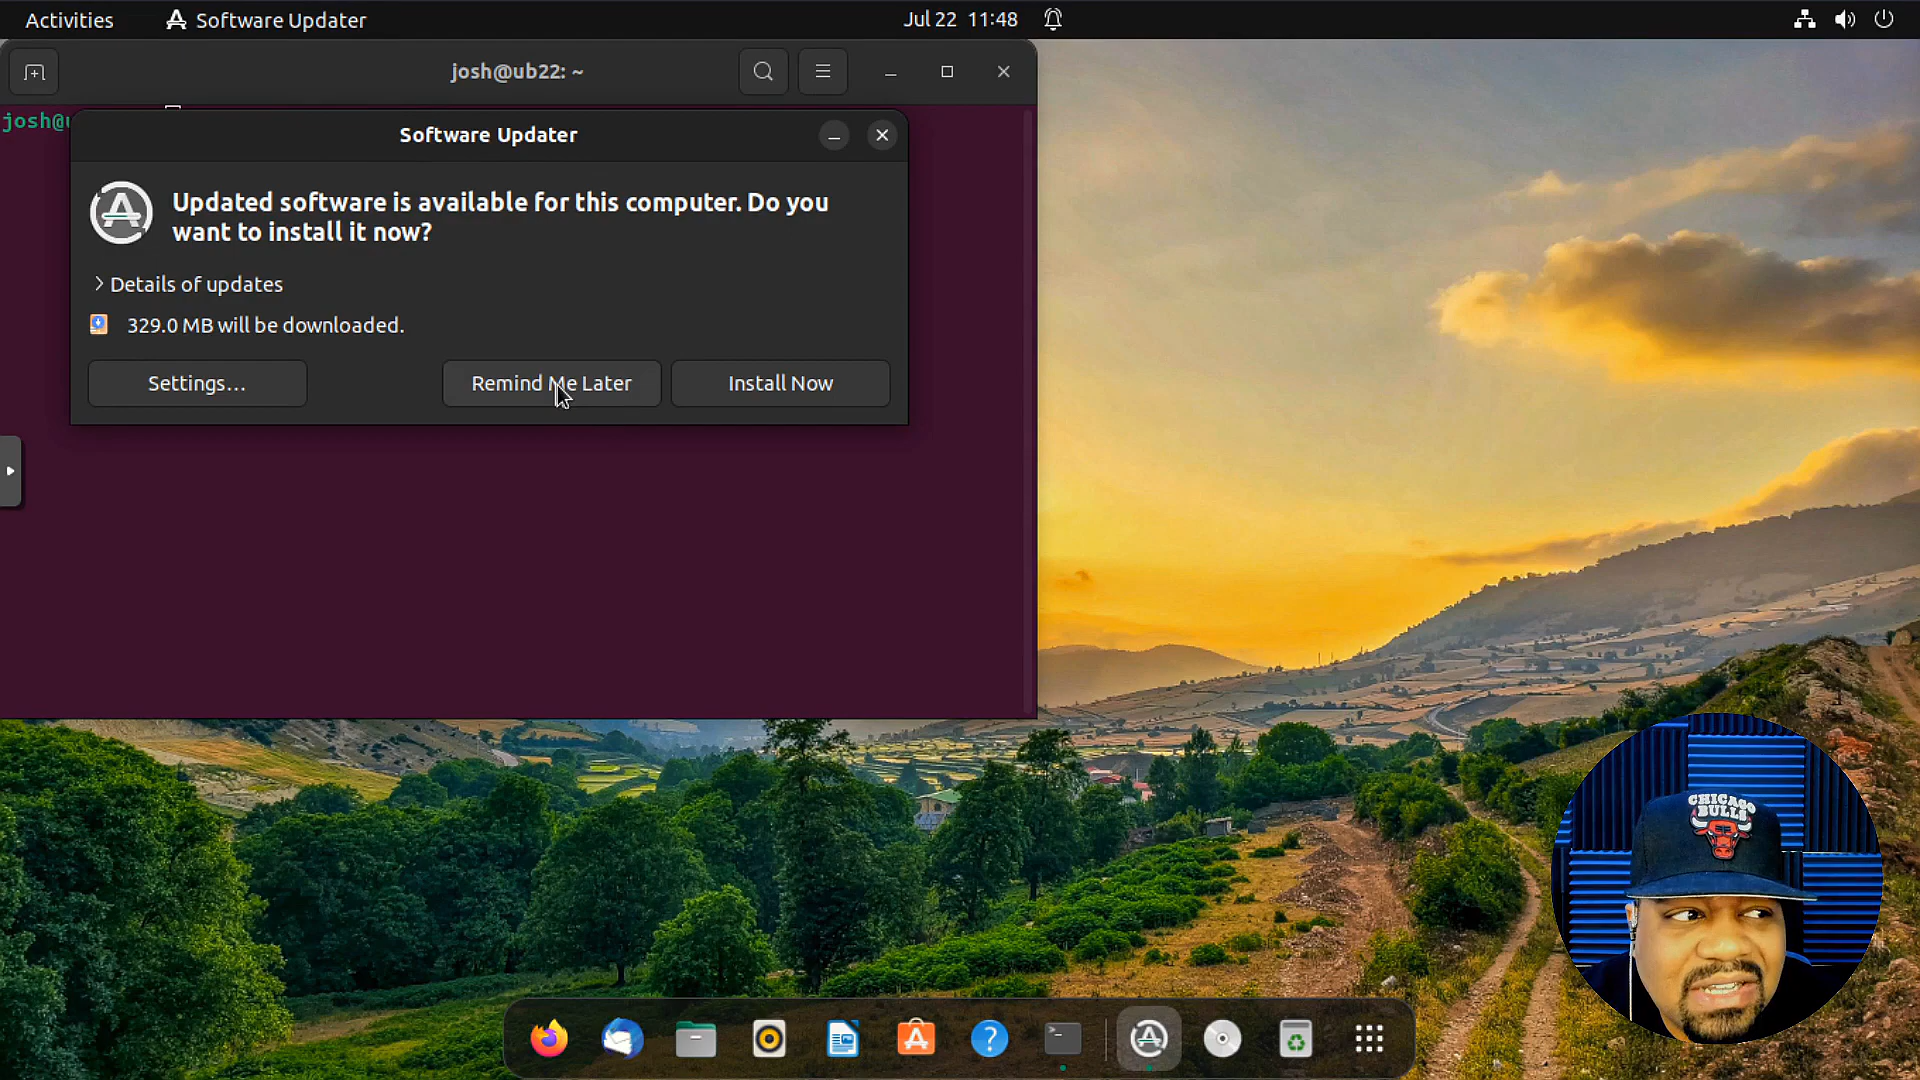 Activities
Software Updater
Jul 22 11:48
josh@ub22: ~
josh@u
Software Updater
Updated software is available for this computer. Do you
want to install it now?
Details of updates
329.0 MB will be downloaded.
Settings…
Remind Me Later
Install Now
CHICAGO
BULLS